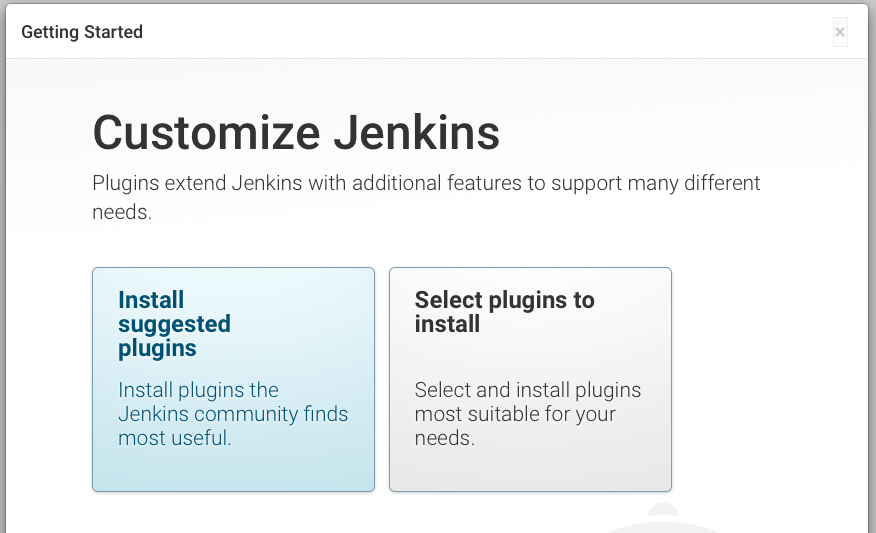 Getting Started
×
Customize Jenkins
Plugins extend Jenkins with additional features to support many different
needs.
Install
suggested
plugins
Install plugins the
Jenkins community finds
most useful.
Select plugins to
install
Select and install plugins
most suitable for your
needs.